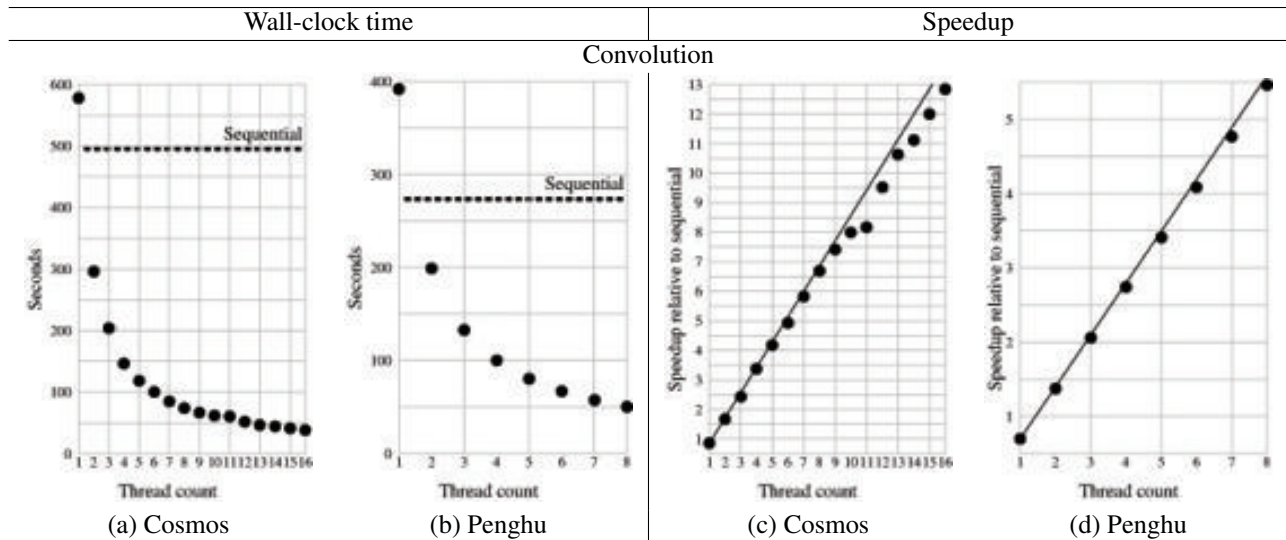 Wall-clock time
Speedup
Convolution
Seconds
600
500
400
300
200
100
0
Sequential
1 2 3 4 5 6 7 8 9 10 11 12 13 14 15 16
Thread count
(a) Cosmos
Seconds
400
300
200
100
0
Sequential
1 2 3 4 5 6 7 8
Thread count
(b) Penghu
Speedup relative to sequential
13
12
11
10
9
8
7
6
5
4
3
2
1
1 2 3 4 5 6 7 8 9 10 11 12 13 14 15 16
Thread count
(c) Cosmos
Speedup relative to sequential
5
4
3
2
1
1 2 3 4 5 6 7 8
Thread count
(d) Penghu